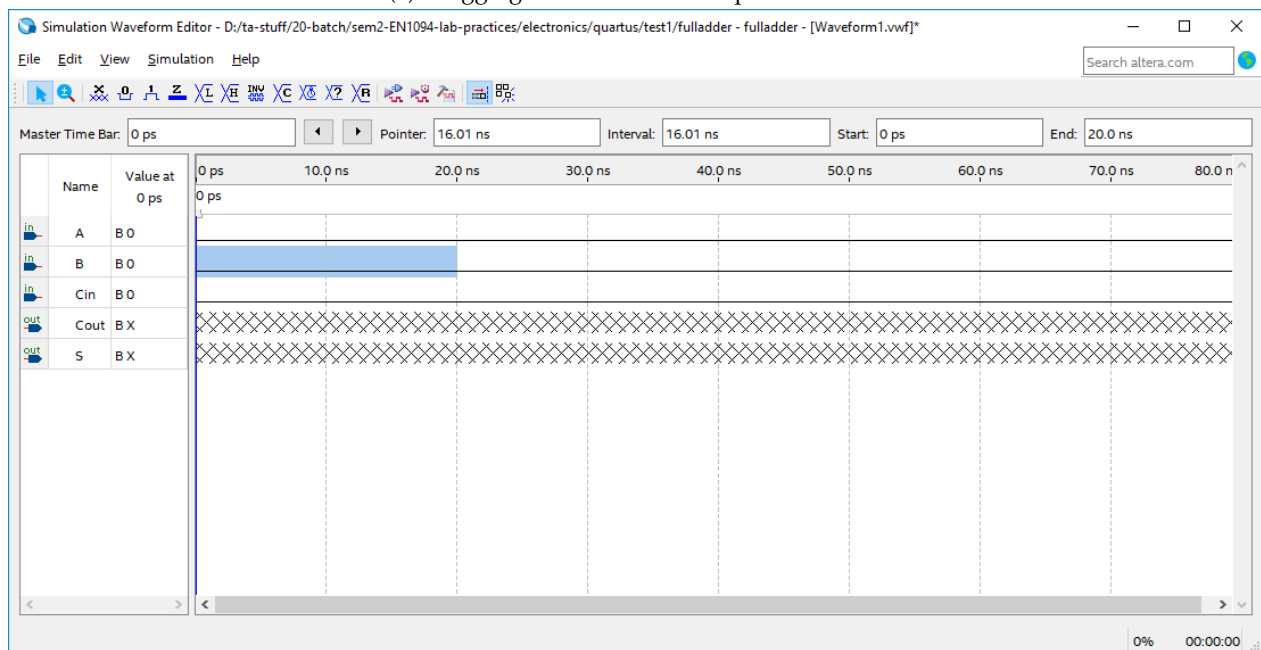 Simulation Waveform Editor - D:/ta-stuff/20-batch/sem2-EN1094-lab-practices/electronics/quartus/test1/fulladder - fulladder - [Waveform1.vwf]*
File Edit View Simulation Help
Search altera.com
Master Time Bar: 0 ps Pointer: 16.01 ns Interval: 16.01 ns Start: 0 ps End: 20.0 ns
Name Value at 0 ps
0 ps 10.0 ns 20.0 ns 30.0 ns 40.0 ns 50.0 ns 60.0 ns 70.0 ns 80.0 n
0 ps
in A B 0
in B B 0
in Cin B 0
out Cout B X
out S B X
0% 00:00:00